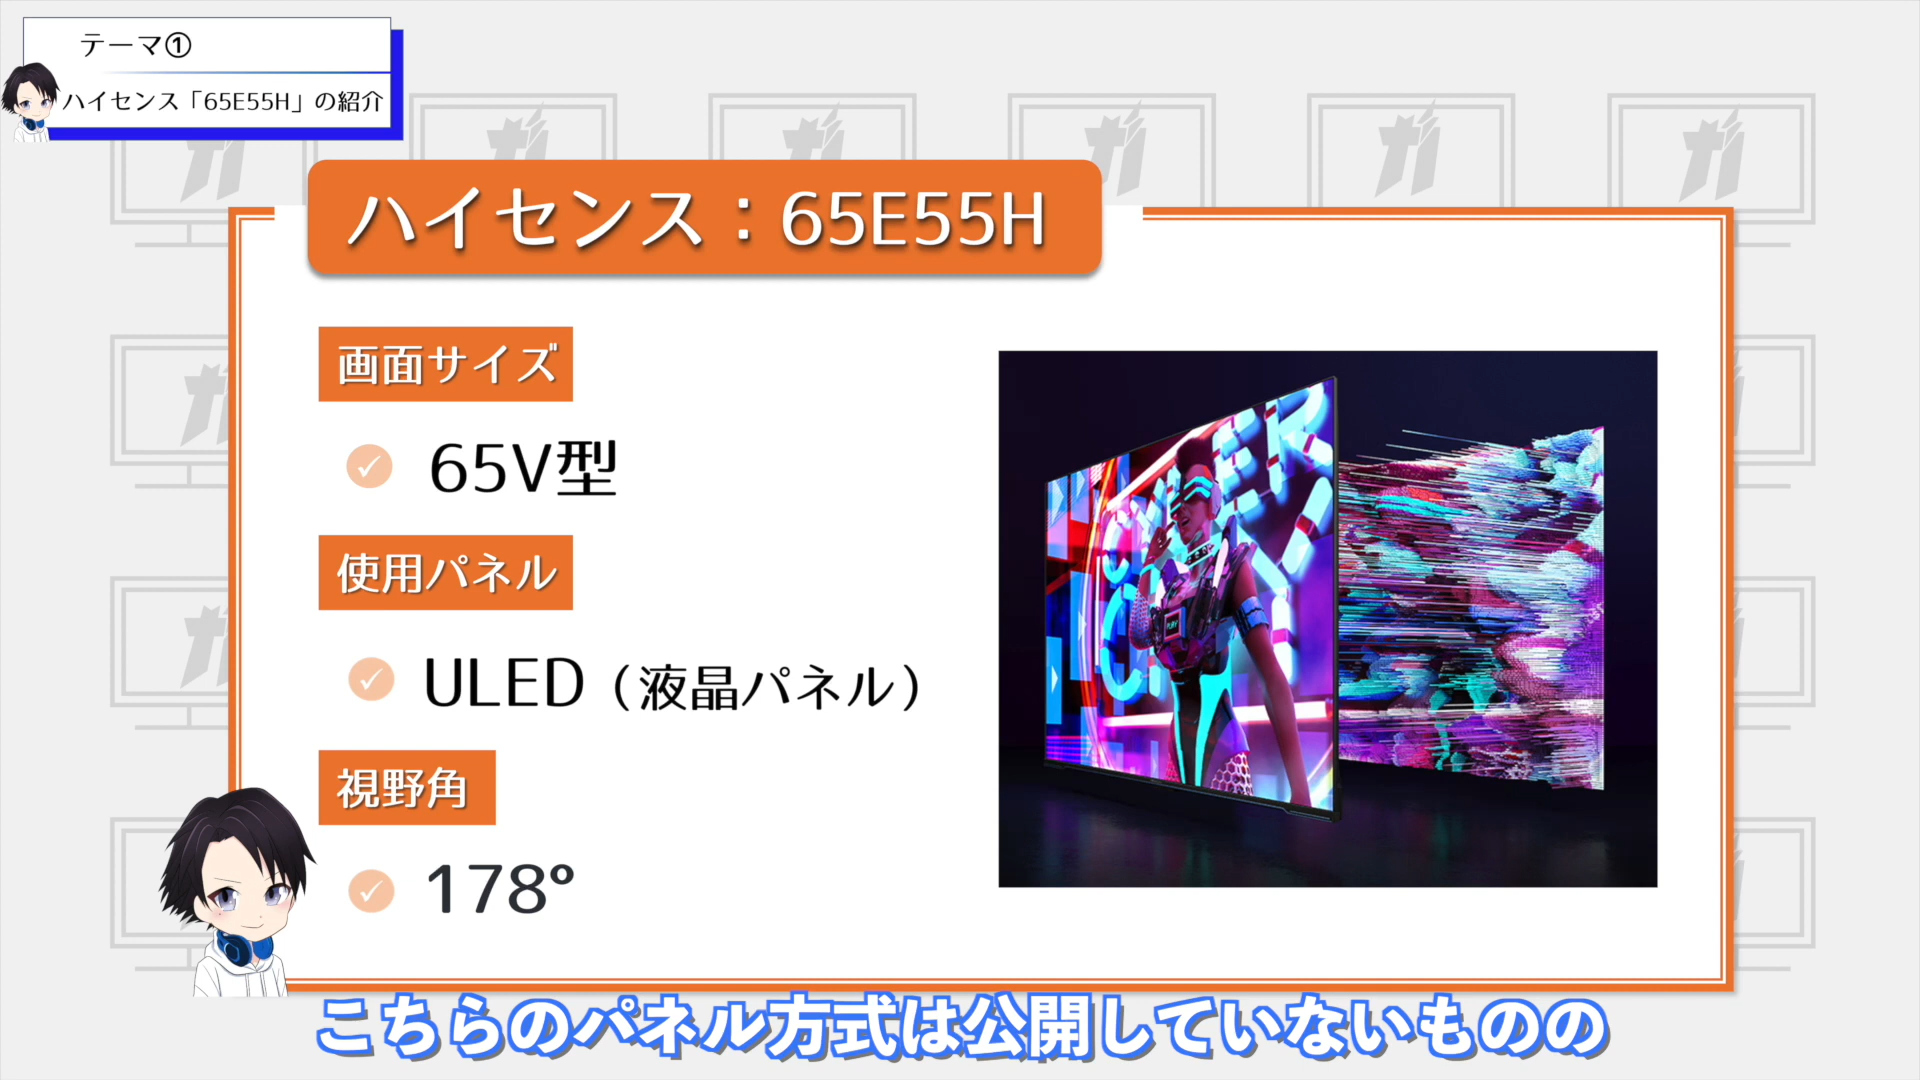 テーマ①
ハイセンス「65E55H」の紹介
ハイセンス：65E55H
画面サイズ
65V型
使用パネル
ULED（液晶パネル）
視野角
178°
こちらのパネル方式は公開していないものの